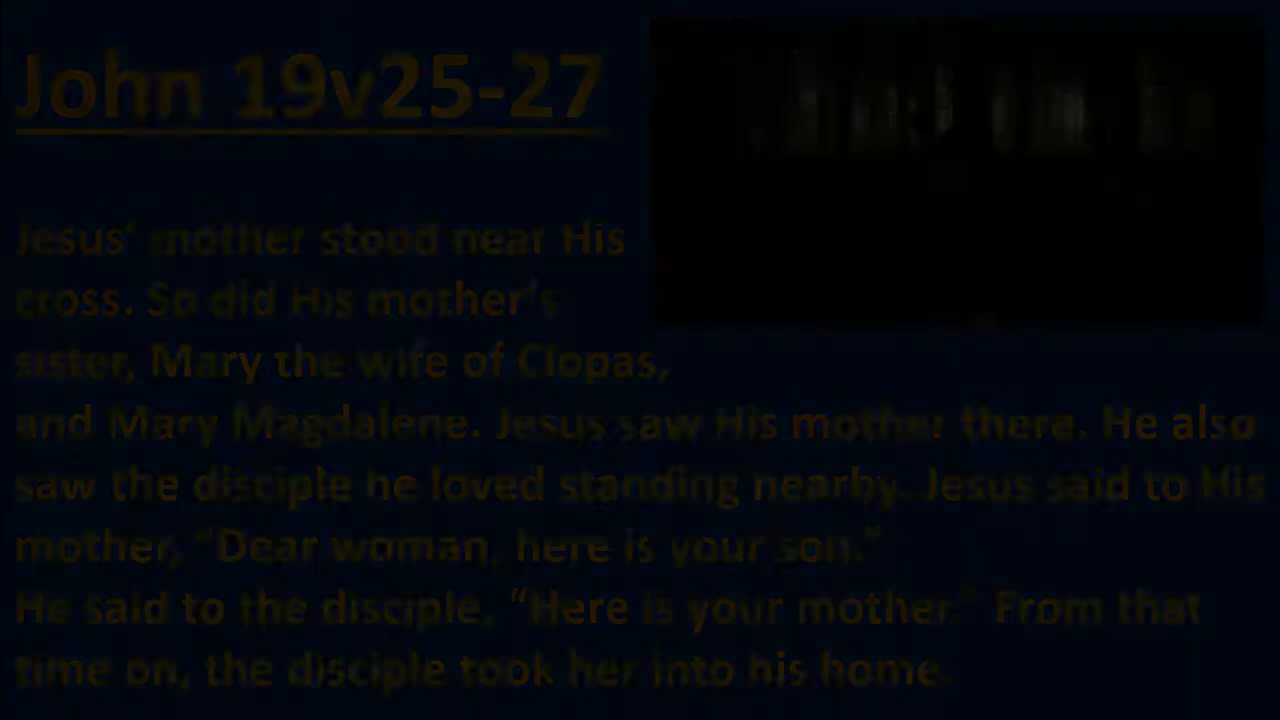 John 19v25-27
Jesus' mother stood near His
cross. So did His mother's
sister, Mary the wife of Clopas,
and Mary Magdalene. Jesus saw His mother there. He also
saw the disciple he loved standing nearby. Jesus said to His
mother, "Dear woman, here is your son."
He said to the disciple, "Here is your mother." From that
time on, the disciple took her into his home.